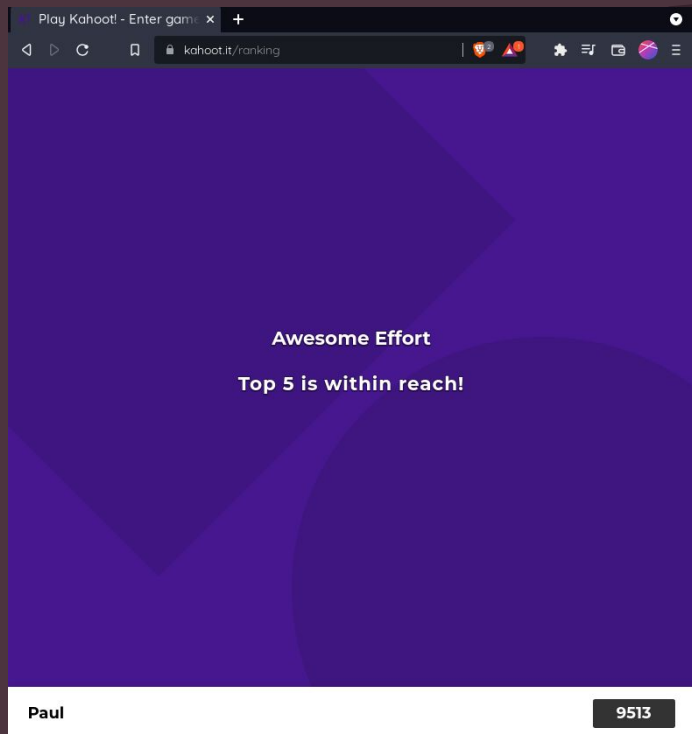 Play Kahoot! - Enter game
kahoot.it/ranking
Awesome Effort
Top 5 is within reach!
Paul
9513